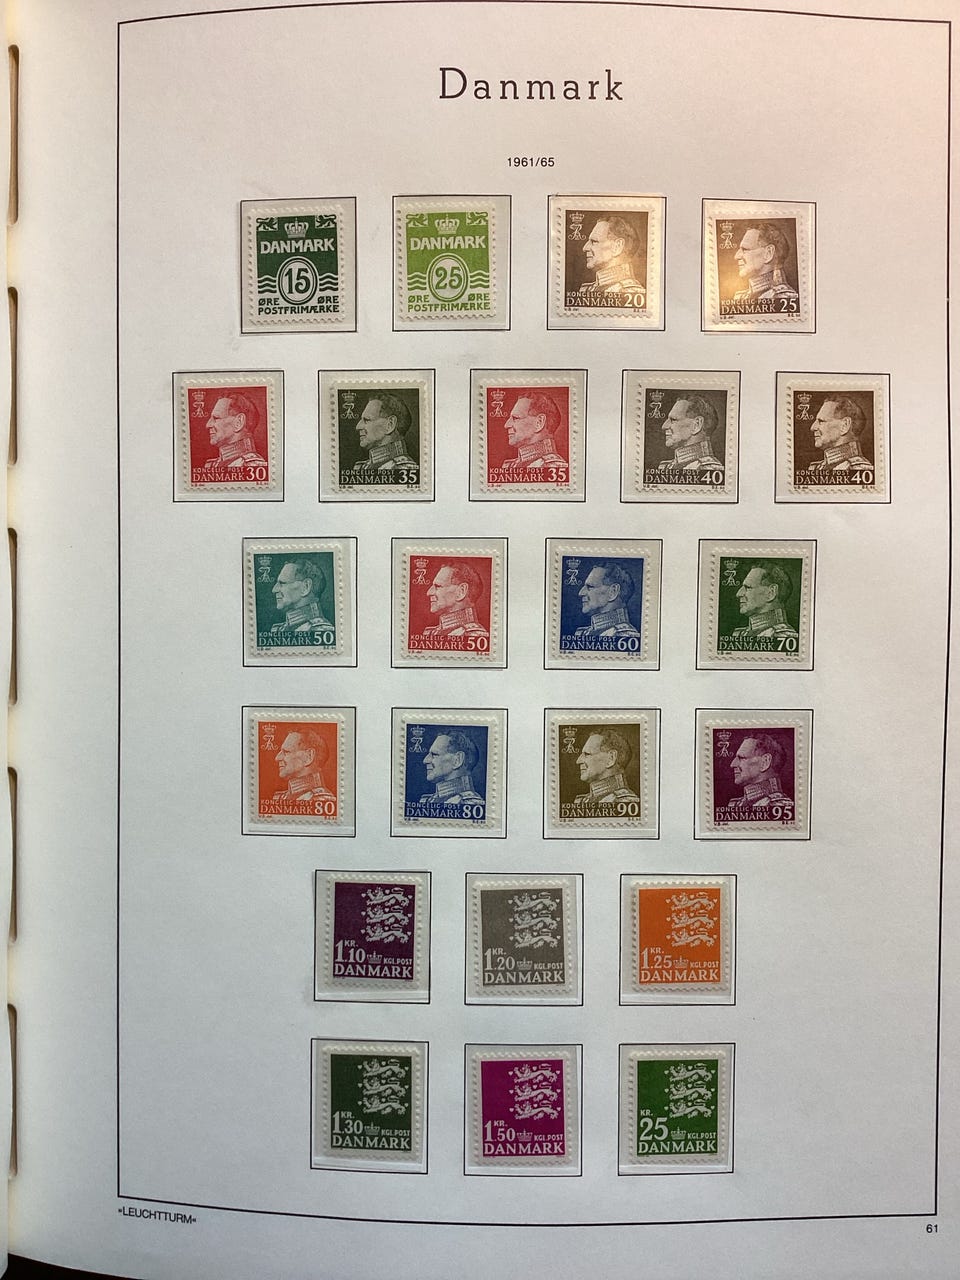 Danmark
1961/65
DANMARK
15
ØRE ØRE
POSTFRIMÆRKE
DANMARK
25
ØRE ØRE
POSTFRIMÆRKE
KONGELIG POST
DANMARK 20
KONGELIG POST
DANMARK 25
KONGELIG POST
DANMARK 30
KONGELIG POST
DANMARK 35
KONGELIG POST
DANMARK 35
KONGELIG POST
DANMARK 40
KONGELIG POST
DANMARK 40
KONGELIG POST
DANMARK 50
KONGELIG POST
DANMARK 50
KONGELIG POST
DANMARK 60
KONGELIG POST
DANMARK 70
KONGELIG POST
DANMARK 80
KONGELIG POST
DANMARK 80
KONGELIG POST
DANMARK 90
KONGELIG POST
DANMARK 95
KR.
1.10 KGL.POST
DANMARK
KR.
1.20 KGL.POST
DANMARK
KR.
1.25 KGL.POST
DANMARK
KR.
1.30 KGL.POST
DANMARK
KR.
1.50 KGL.POST
DANMARK
KR.
25 KGL.POST
DANMARK
»LEUCHTTURM«
61